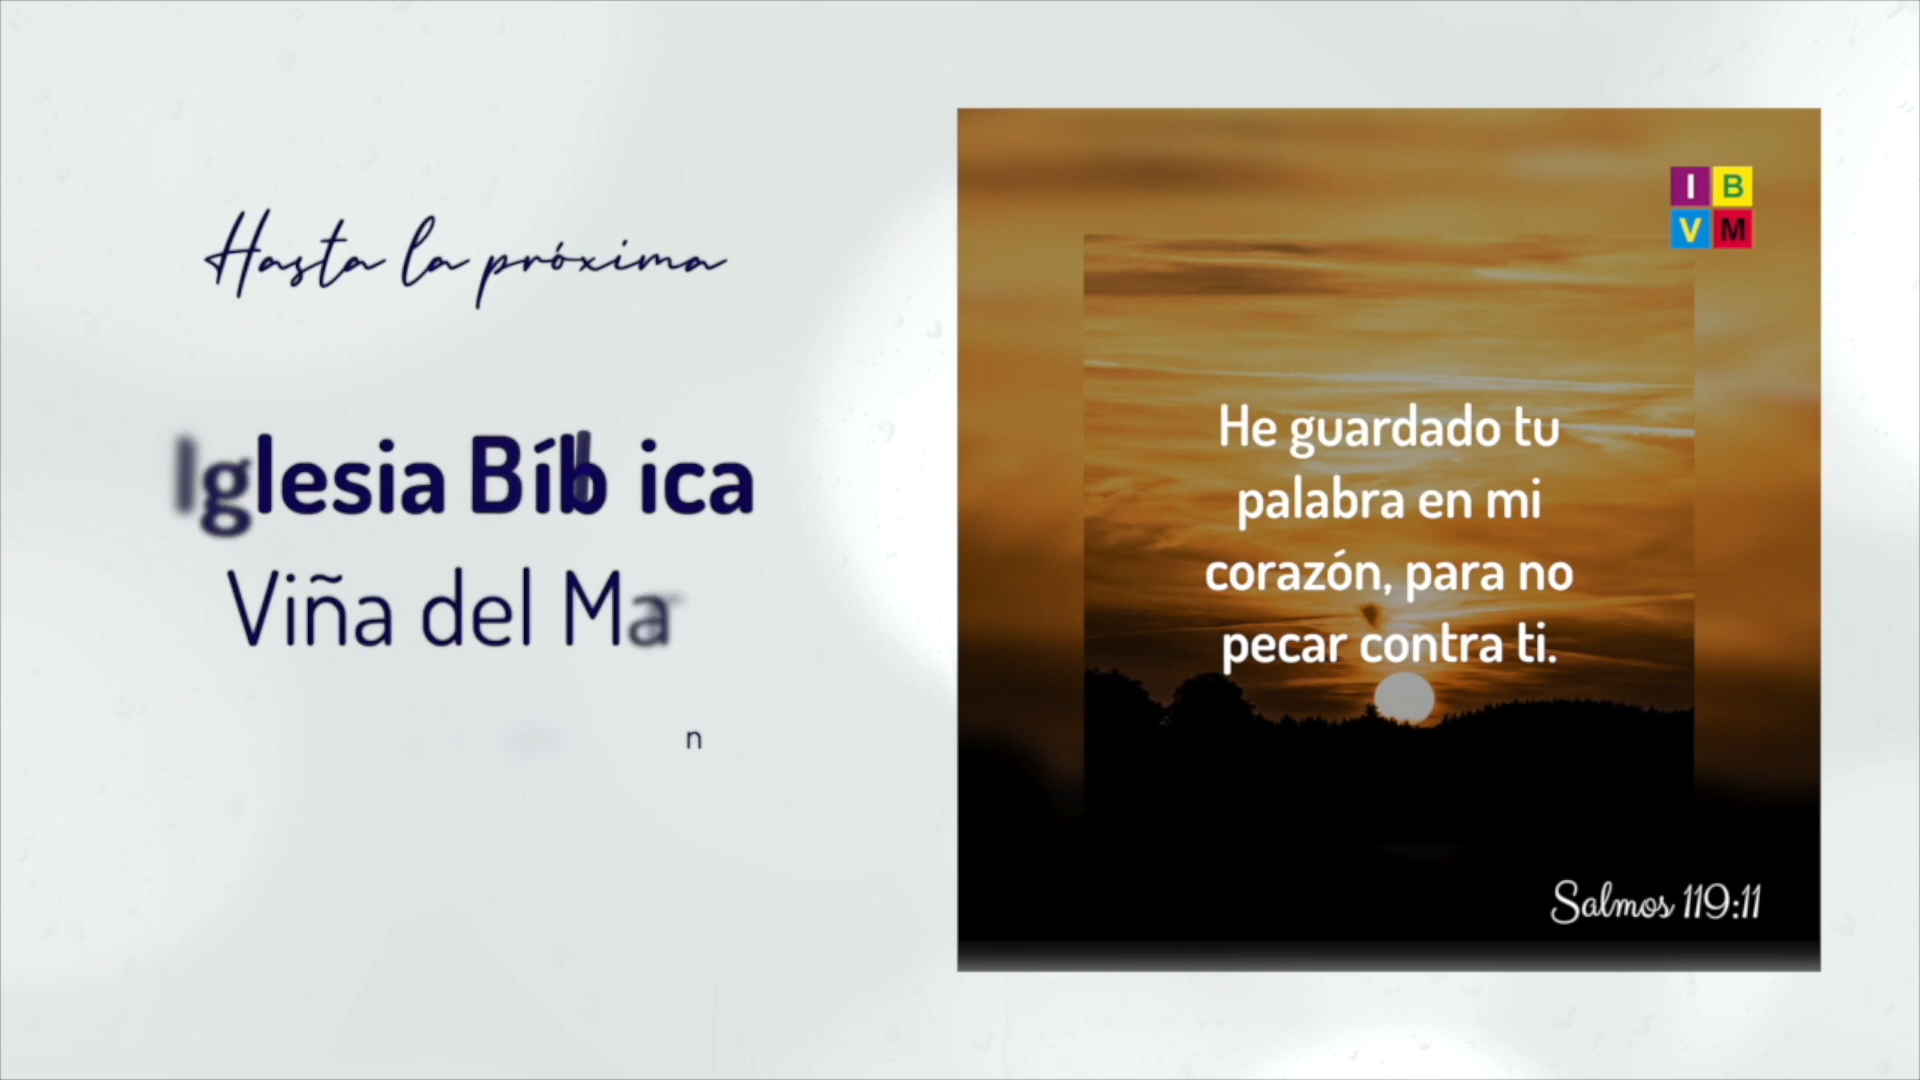 Hasta la próxima
Iglesia Bíblica
Viña del Ma
n
I B
V M
He guardado tu
palabra en mi
corazón, para no
pecar contra ti.
Salmos 119:11